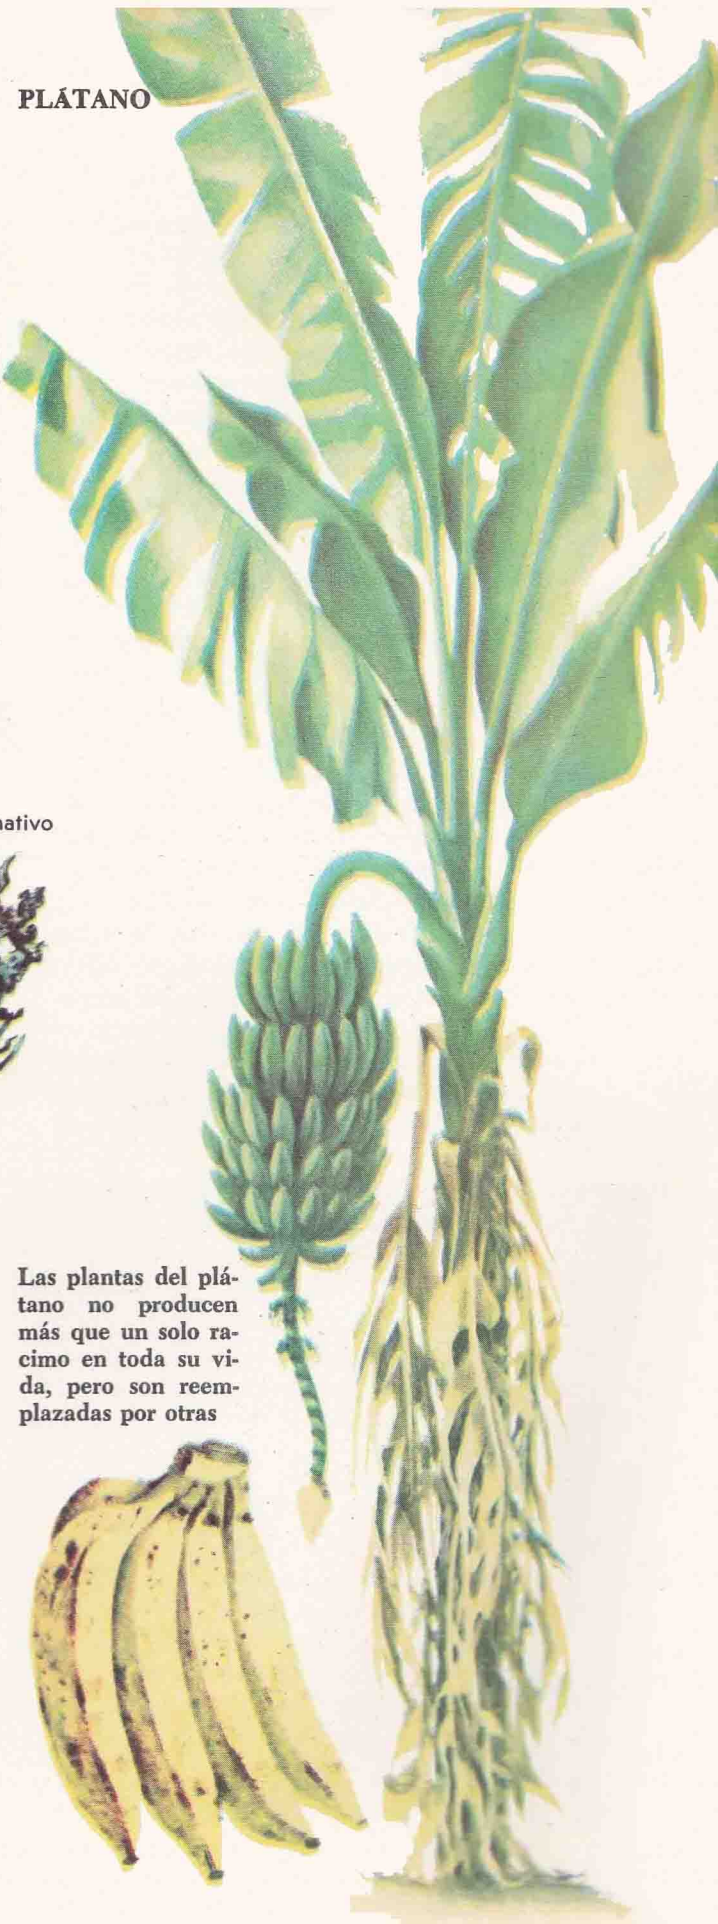 PLÁTANO
nativo
Las plantas del plá-
tano no producen
más que un solo ra-
cimo en toda su vi-
da, pero son reem-
plazadas por otras